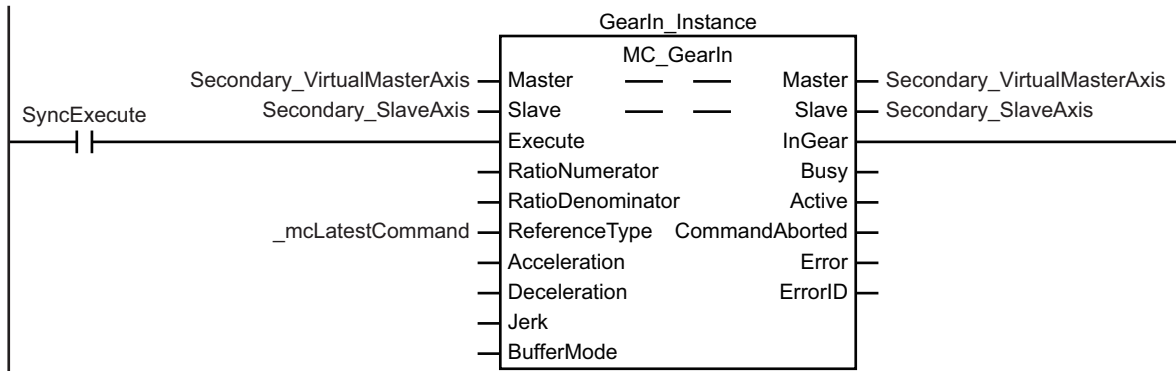 GearIn_Instance
MC_GearIn
Secondary_VirtualMasterAxis Master Master Secondary_VirtualMasterAxis
SyncExecute Secondary_SlaveAxis Slave Slave Secondary_SlaveAxis
Execute InGear
RatioNumerator Busy
RatioDenominator Active
_mcLatestCommand ReferenceType CommandAborted
Acceleration Error
Deceleration ErrorID
Jerk
BufferMode